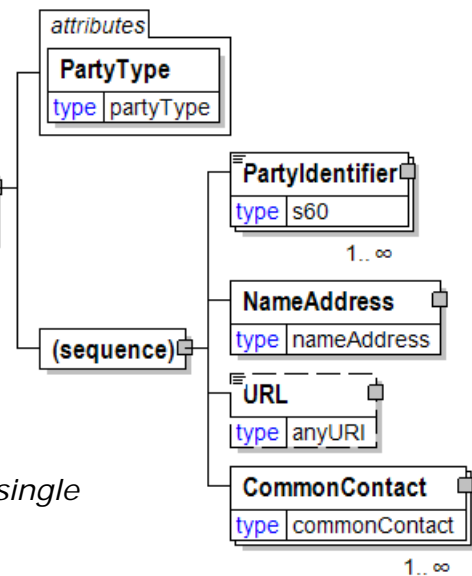 attributes
PartyType
type partyType
PartyIdentifier
type s60
1.. ∞
NameAddress
type nameAddress
(sequence)
URL
type anyURI
single
CommonContact
type commonContact
1.. ∞